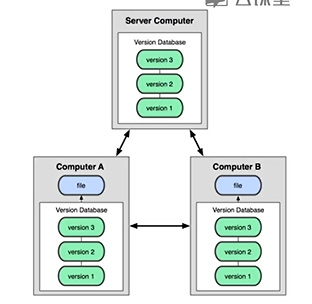 Server Computer
Version Database
version 3
version 2
version 1
Computer A
file
Version Database
version 3
version 2
version 1
Computer B
file
Version Database
version 3
version 2
version 1